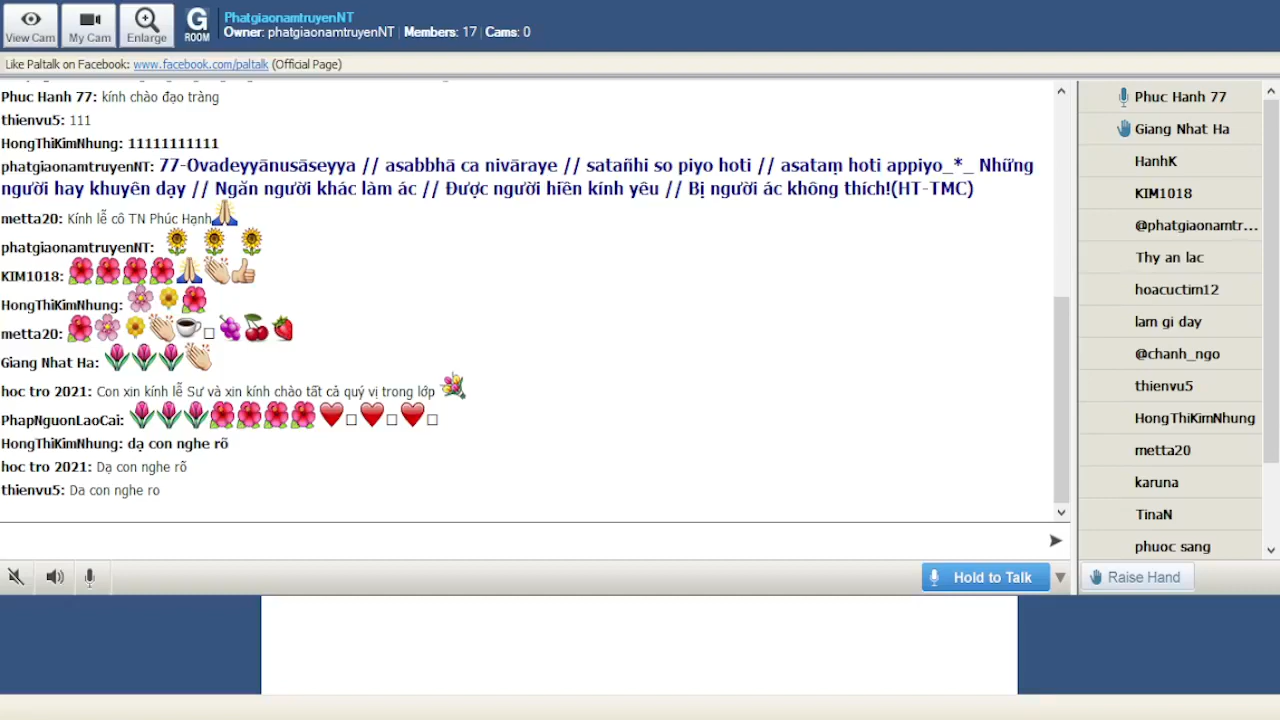 View Cam
My Cam
Enlarge
G
ROOM
PhatgiaonamtruyenNT
Owner: phatgiaonamtruyenNT | Members: 17 | Cams: 0
Like Paltalk on Facebook: www.facebook.com/paltalk (Official Page)
Phuc Hanh 77: kính chào đạo tràng
thienvu5: 111
HongThiKimNhung: 11111111111
phatgiaonamtruyenNT: 77-Ovadeyyānusāseyya // asabbhā ca nivāraye // satañhi so piyo hoti // asataṃ hoti appiyo_*_ Những
người hay khuyên dạy // Ngăn người khác làm ác // Được người hiền kính yêu // Bị người ác không thích!(HT-TMC)
metta20: Kính lễ cô TN Phúc Hạnh
phatgiaonamtruyenNT:
KIM1018:
HongThiKimNhung:
metta20:
Giang Nhat Ha:
hoc tro 2021: Con xin kính lễ Sư và xin kính chào tất cả quý vị trong lớp
PhapNguonLaoCai:
HongThiKimNhung: dạ con nghe rõ
hoc tro 2021: Dạ con nghe rõ
thienvu5: Da con nghe ro
Hold to Talk
Phuc Hanh 77
Giang Nhat Ha
HanhK
KIM1018
@phatgiaonamtr...
Thy an lac
hoacuctim12
lam gi day
@chanh_ngo
thienvu5
HongThiKimNhung
metta20
karuna
TinaN
phuoc sang
Raise Hand